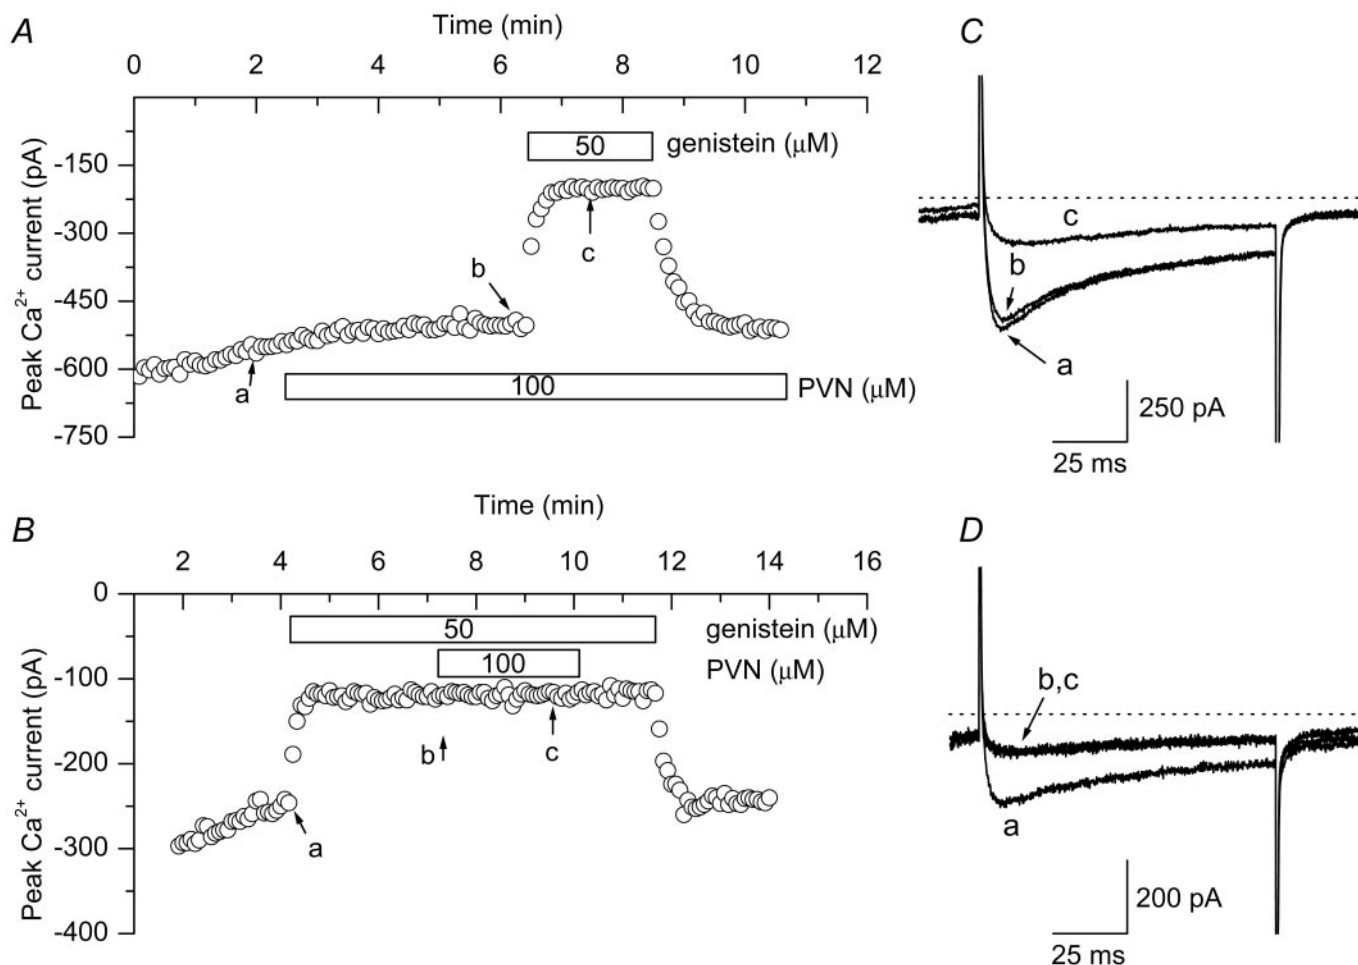 A
Time (min)
0 2 4 6 8 10 12
Peak Ca²⁺ current (pA)
-150
-300
-450
-600
-750
50 genistein (μM)
100 PVN (μM)
a
b
c
C
c
b
a
250 pA
25 ms
B
Time (min)
2 4 6 8 10 12 14 16
Peak Ca²⁺ current (pA)
0
-100
-200
-300
-400
50 genistein (μM)
100 PVN (μM)
a
b
c
D
b,c
a
200 pA
25 ms